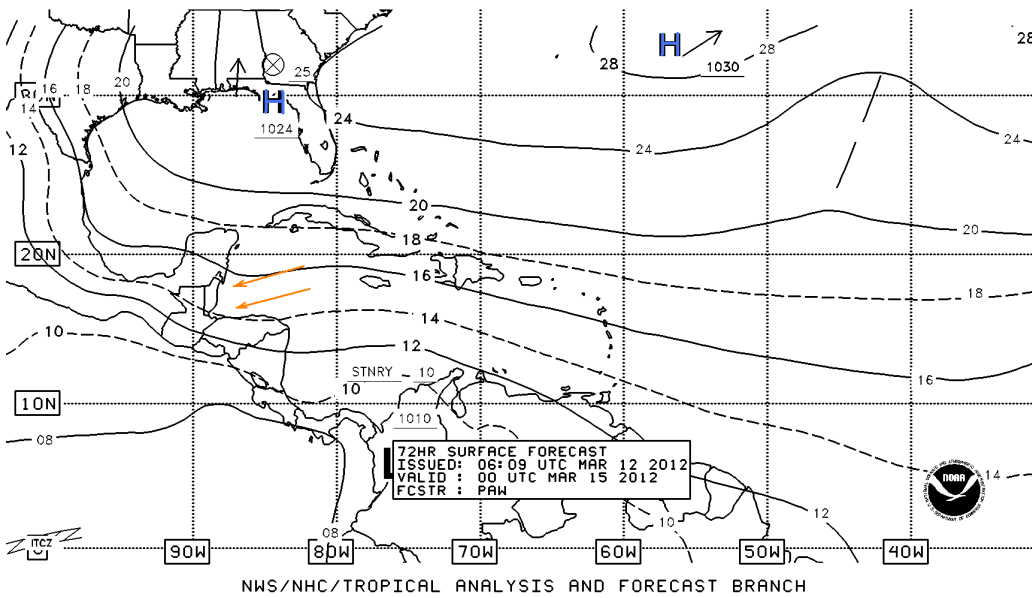 H
28
28
1030
28
25
20
18
16
14
H
1024
24
24
24
12
20
20
18
20N
16
18
10
14
12
STNRY
10
10
16
10N
1010
08
L
72HR SURFACE FORECAST
ISSUED: 06:09 UTC MAR 12 2012
VALID : 00 UTC MAR 15 2012
FCSTR : PAW
NOAA
14
12
10
08
ITCZ
90W
80W
70W
60W
50W
40W
NWS/NHC/TROPICAL ANALYSIS AND FORECAST BRANCH